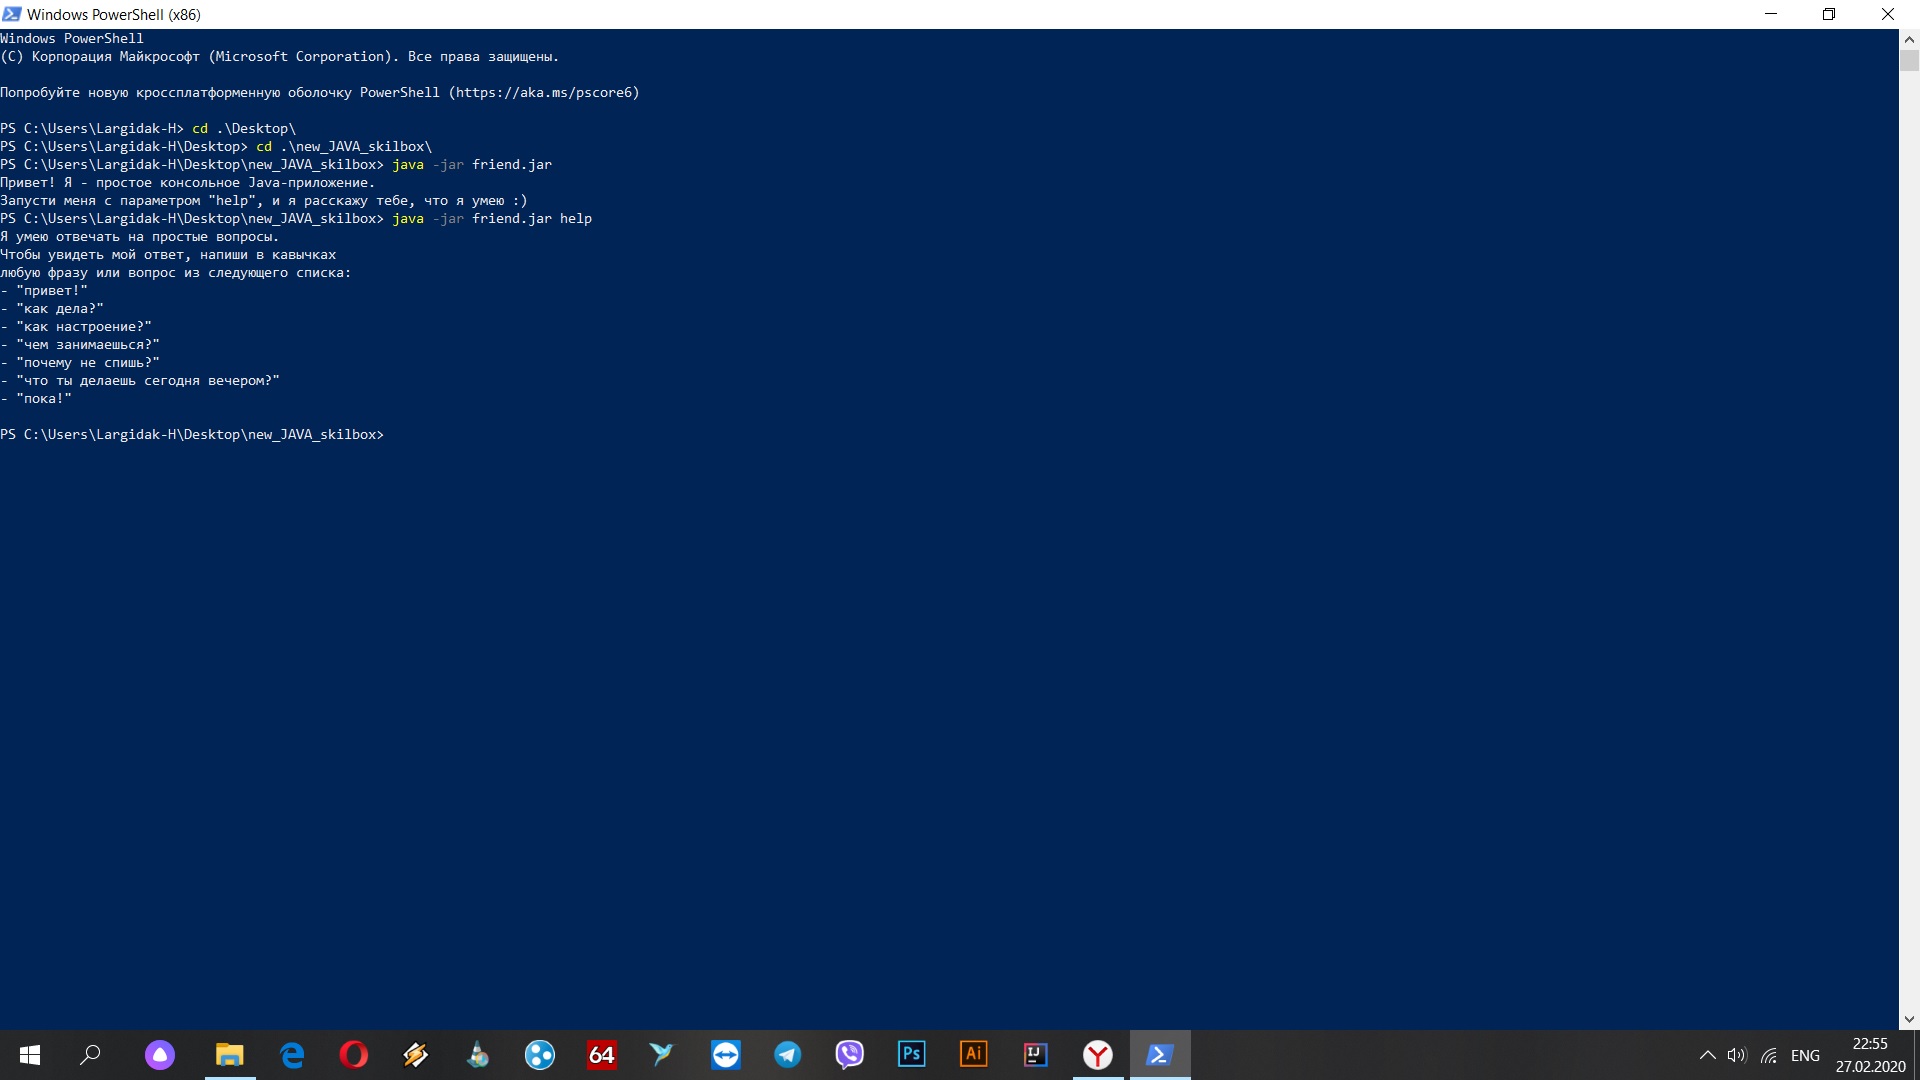 Windows PowerShell (x86)
Windows PowerShell
(C) Корпорация Майкрософт (Microsoft Corporation). Все права защищены.
Попробуйте новую кроссплатформенную оболочку PowerShell (https://aka.ms/pscore6)
PS C:\Users\Largidak-H> cd .\Desktop\
PS C:\Users\Largidak-H\Desktop> cd .\new_JAVA_skilbox\
PS C:\Users\Largidak-H\Desktop\new_JAVA_skilbox> java -jar friend.jar
Привет! Я - простое консольное Java-приложение.
Запусти меня с параметром "help", и я расскажу тебе, что я умею :)
PS C:\Users\Largidak-H\Desktop\new_JAVA_skilbox> java -jar friend.jar help
Я умею отвечать на простые вопросы.
Чтобы увидеть мой ответ, напиши в кавычках
любую фразу или вопрос из следующего списка:
- "привет!"
- "как дела?"
- "как настроение?"
- "чем занимаешься?"
- "почему не спишь?"
- "что ты делаешь сегодня вечером?"
- "пока!"
PS C:\Users\Largidak-H\Desktop\new_JAVA_skilbox>
64
Ps
Ai
IJ
ENG
22:55
27.02.2020